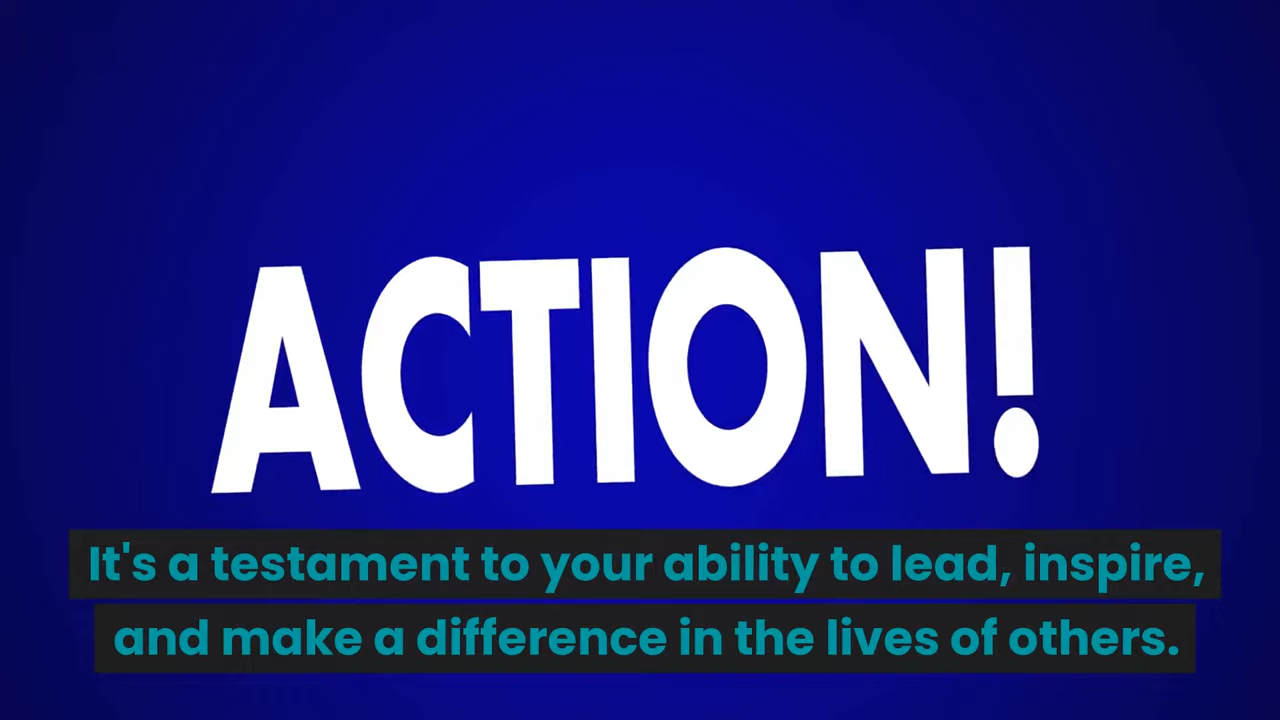 ACTION!
It's a testament to your ability to lead, inspire,
and make a difference in the lives of others.